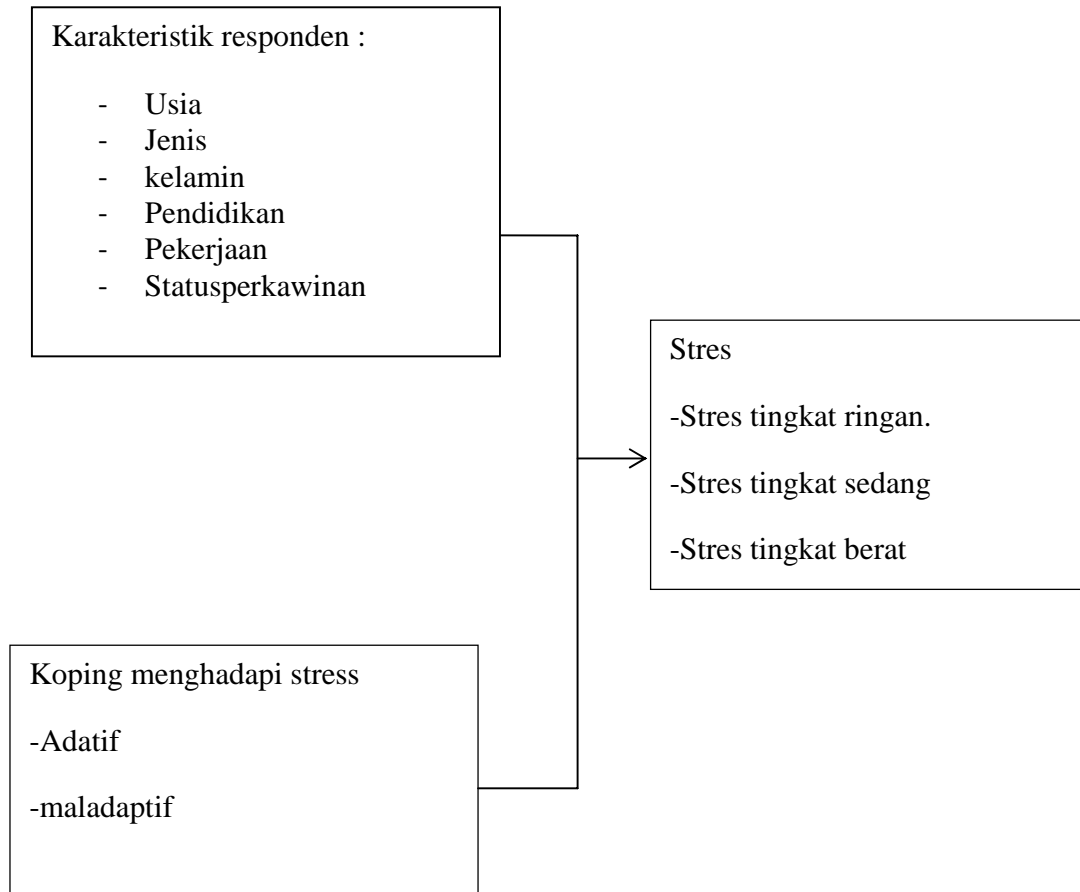 Karakteristik responden :
- Usia
- Jenis
- kelamin
- Pendidikan
- Pekerjaan
- Statusperkawinan
Stres
-Stres tingkat ringan.
-Stres tingkat sedang
-Stres tingkat berat
Koping menghadapi stress
-Adatif
-maladaptif